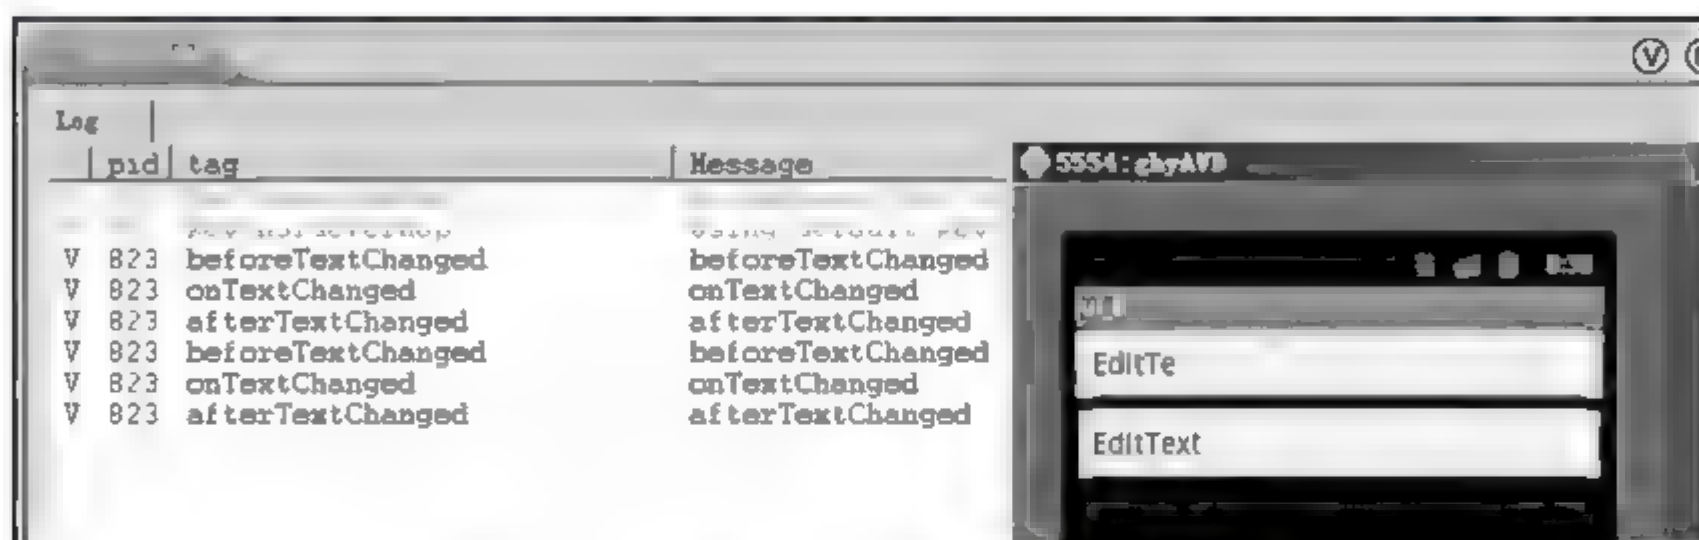 V
Log
pid tag Message
V 823 beforeTextChanged beforeTextChanged
V 823 onTextChanged onTextChanged
V 823 afterTextChanged afterTextChanged
V 823 beforeTextChanged beforeTextChanged
V 823 onTextChanged onTextChanged
V 823 afterTextChanged afterTextChanged
5554:
EditTe
EditText